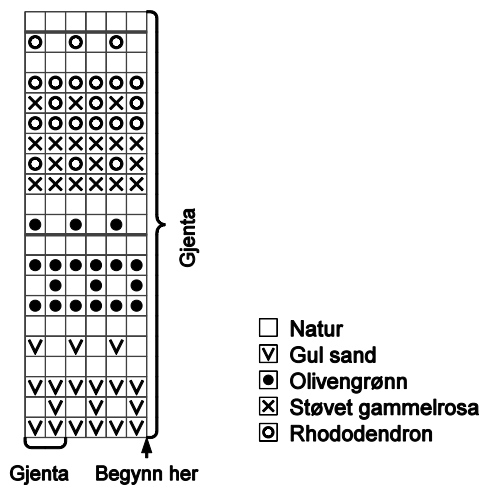 Gjenta
Natur
Gul sand
Olivengrønn
Støvet gammelrosa
Rhododendron
Gjenta
Begynn her